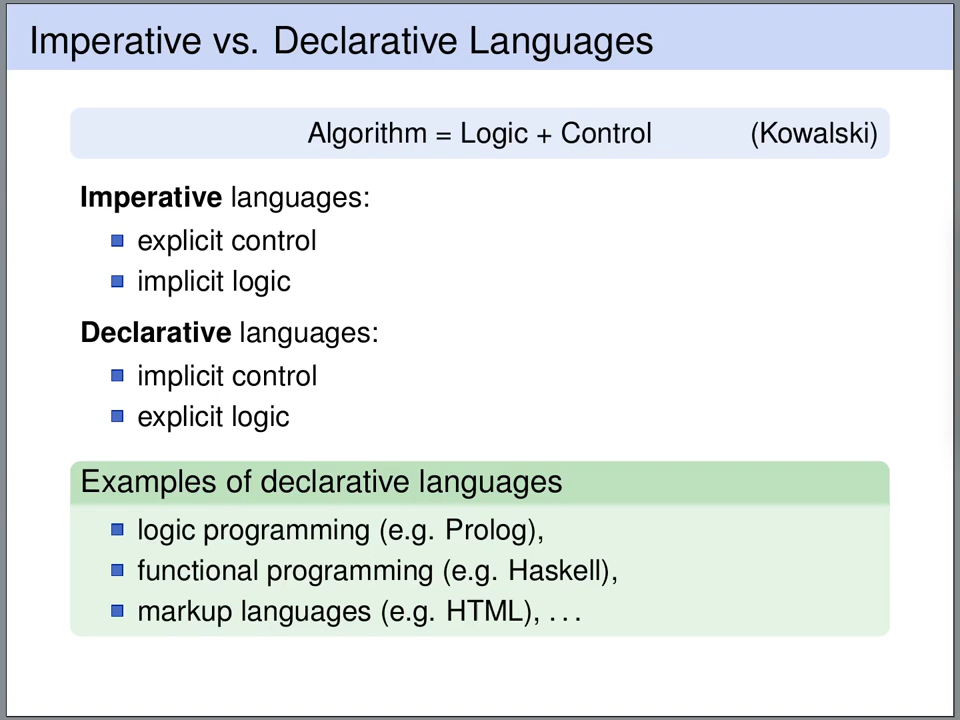 Imperative vs. Declarative Languages
Algorithm = Logic + Control (Kowalski)
Imperative languages:
explicit control
implicit logic
Declarative languages:
implicit control
explicit logic
Examples of declarative languages
logic programming (e.g. Prolog),
functional programming (e.g. Haskell),
markup languages (e.g. HTML), ...